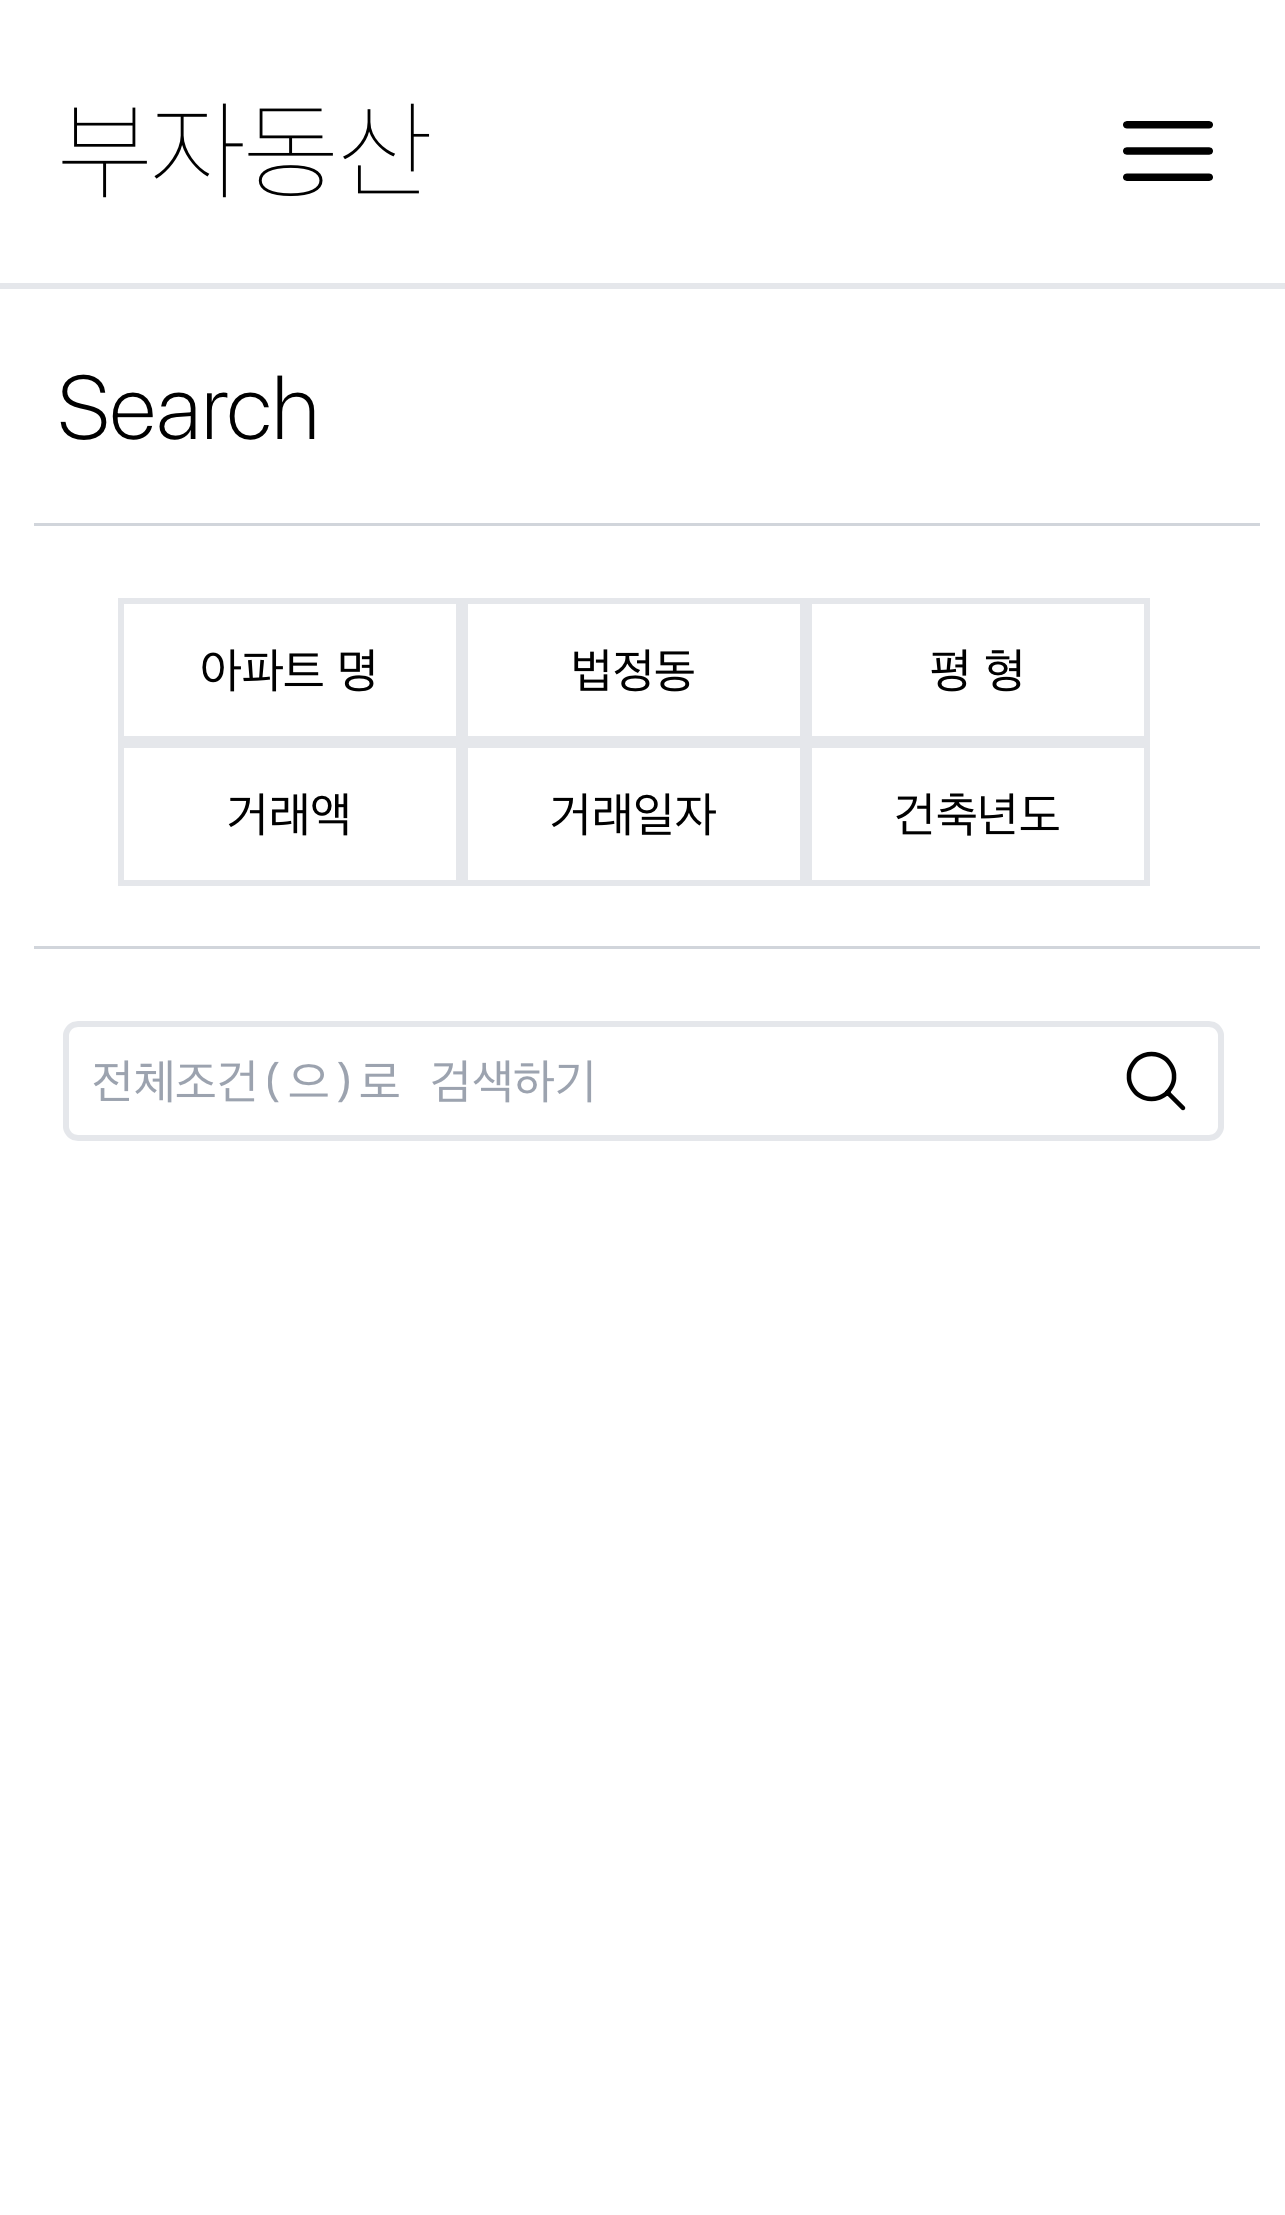 부자동산
Search
아파트 명 법정동 평 형
거래액 거래일자 건축년도
전체조건(으)로 검색하기